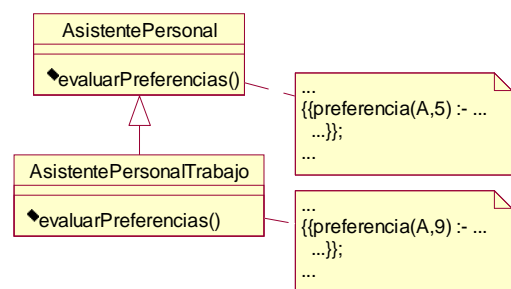 AsistentePersonal
evaluarPreferencias()
...
{{preferencia(A,5) :- ...
...}};
...
AsistentePersonalTrabajo
evaluarPreferencias()
...
{{preferencia(A,9) :- ...
...}};
...